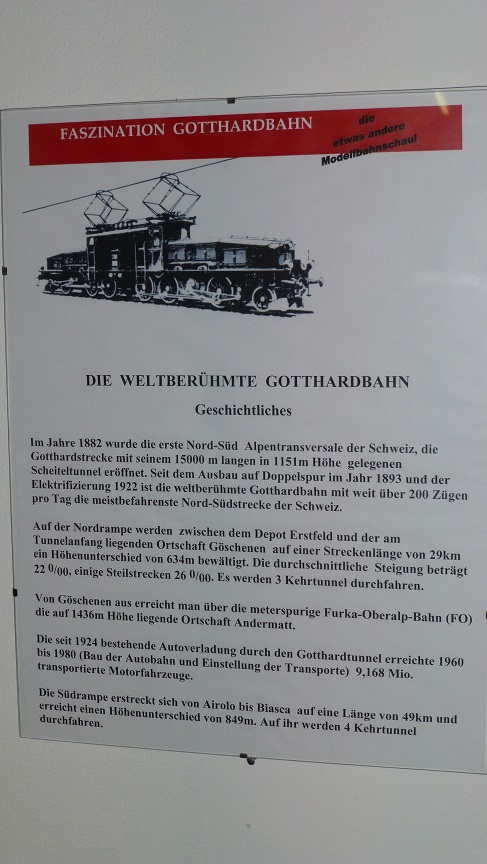 FASZINATION GOTTHARDBAHN
die
etwas andere
Modellbahnschau!
DIE WELTBERÜHMTE GOTTHARDBAHN
Geschichtliches
Im Jahre 1882 wurde die erste Nord-Süd Alpentransversale der Schweiz, die
Gotthardstrecke mit seinem 15000 m langen in 1151m Höhe gelegenen
Scheiteltunnel eröffnet. Seit dem Ausbau auf Doppelspur im Jahr 1893 und der
Elektrifizierung 1922 ist die weltberühmte Gotthardbahn mit weit über 200 Zügen
pro Tag die meistbefahrenste Nord-Südstrecke der Schweiz.
Auf der Nordrampe werden zwischen dem Depot Erstfeld und der am
Tunnelanfang liegenden Ortschaft Göschenen auf einer Streckenlänge von 29km
ein Höhenunterschied von 634m bewältigt. Die durchschnittliche Steigung beträgt
22 0/00, einige Steilstrecken 26 0/00. Es werden 3 Kehrtunnel durchfahren.
Von Göschenen aus erreicht man über die meterspurige Furka-Oberalp-Bahn (FO)
die auf 1436m Höhe liegende Ortschaft Andermatt.
Die seit 1924 bestehende Autoverladung durch den Gotthardtunnel erreichte 1960
bis 1980 (Bau der Autobahn und Einstellung der Transporte) 9,168 Mio.
transportierte Motorfahrzeuge.
Die Südrampe erstreckt sich von Airolo bis Biasca auf eine Länge von 49km und
erreicht einen Höhenunterschied von 849m. Auf ihr werden 4 Kehrtunnel
durchfahren.